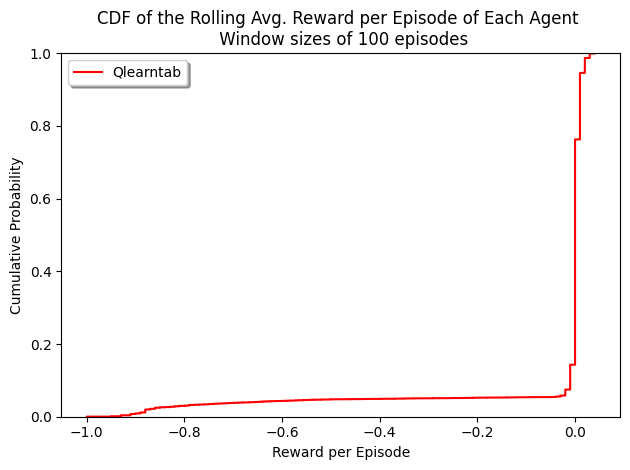 CDF of the Rolling Avg. Reward per Episode of Each Agent
Window sizes of 100 episodes
Qlearntab
1.0
0.8
0.6
0.4
0.2
0.0
Cumulative Probability
−1.0 −0.8 −0.6 −0.4 −0.2 0.0
Reward per Episode